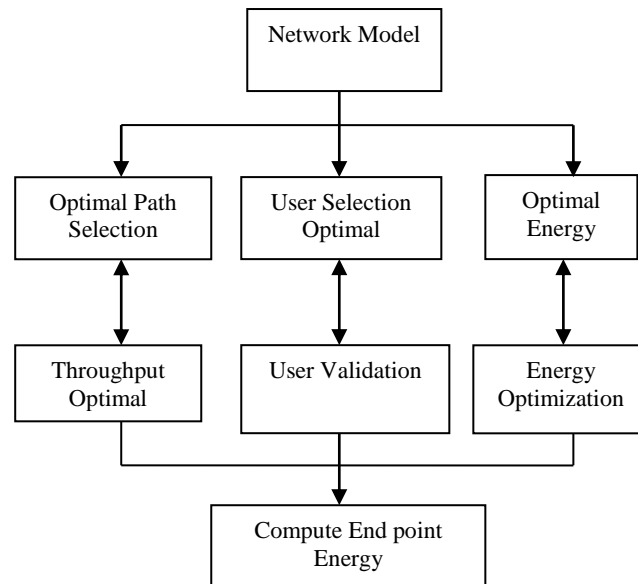 Network Model
Optimal Path
Selection
User Selection
Optimal
Optimal
Energy
Throughput
Optimal
User Validation
Energy
Optimization
Compute End point
Energy